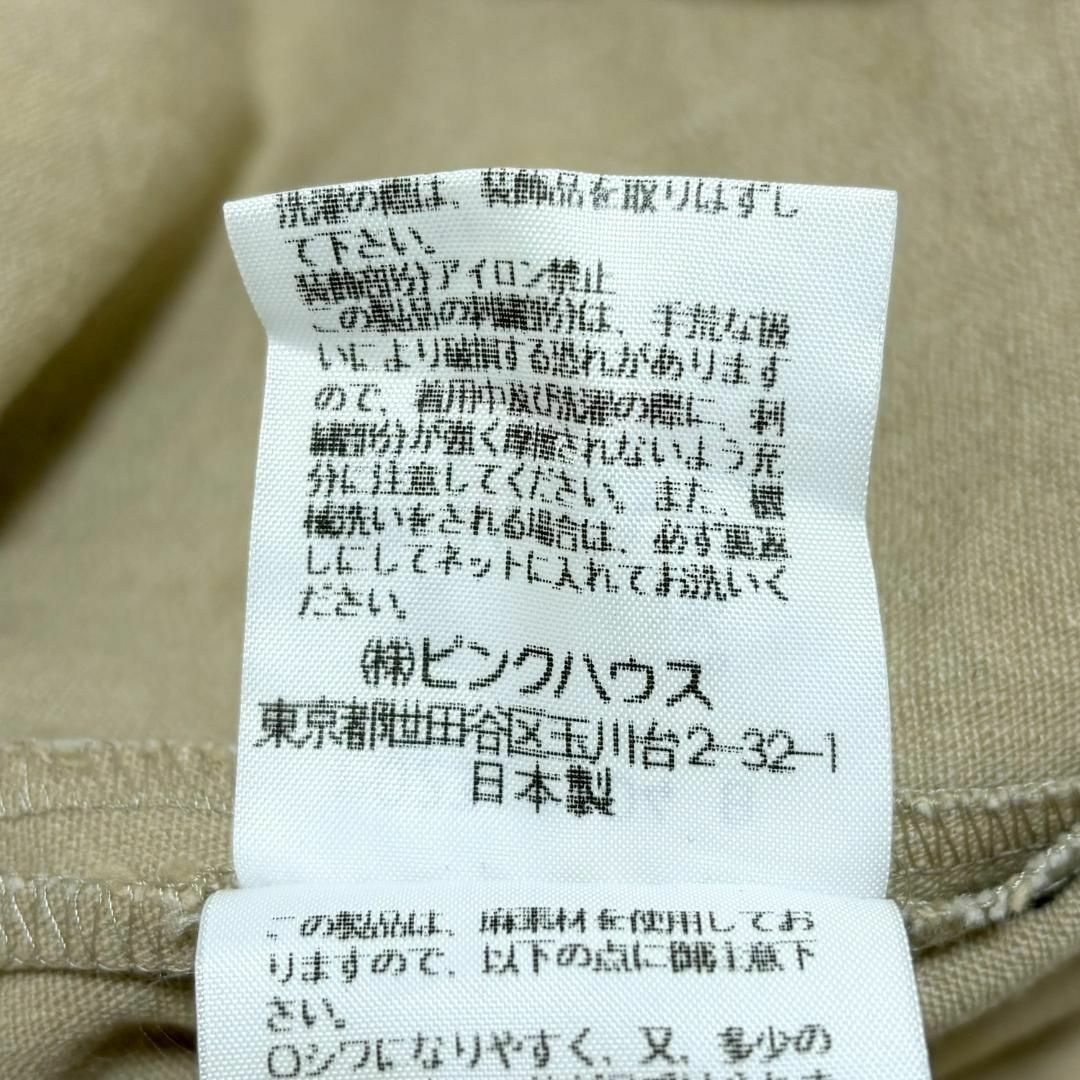 洗濯の際は、装飾品を取りはずし
て下さい。
装飾部分アイロン禁止
この製品の刺繍部分は、手荒な扱
いにより破損する恐れがあります
ので、着用中及び洗濯の際に、刺
繍部分が強く摩擦されないよう充
分に注意してください。また、機
械洗いをされる場合は、必ず裏返
しにしてネットに入れてお洗いく
ださい。
㈱ピンクハウス
東京都世田谷区玉川台2-32-1
日本製
この製品は、麻素材を使用してお
りますので、以下の点に御注意下
さい。
○シワになりやすく、又、多少の